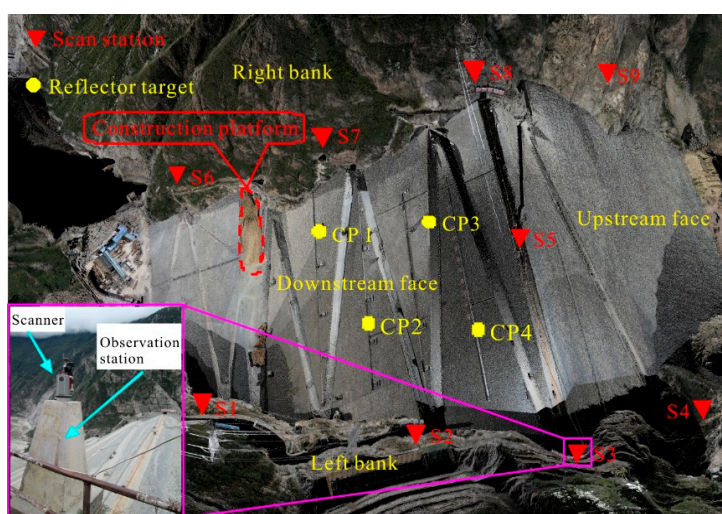 Scan station
Reflector target
Right bank
Construction platform
S8
S9
S7
S6
CP 1
CP3
S5
Upstream face
Downstream face
CP2
CP4
Scanner
Observation
station
S1
S2
S3
S4
Left bank